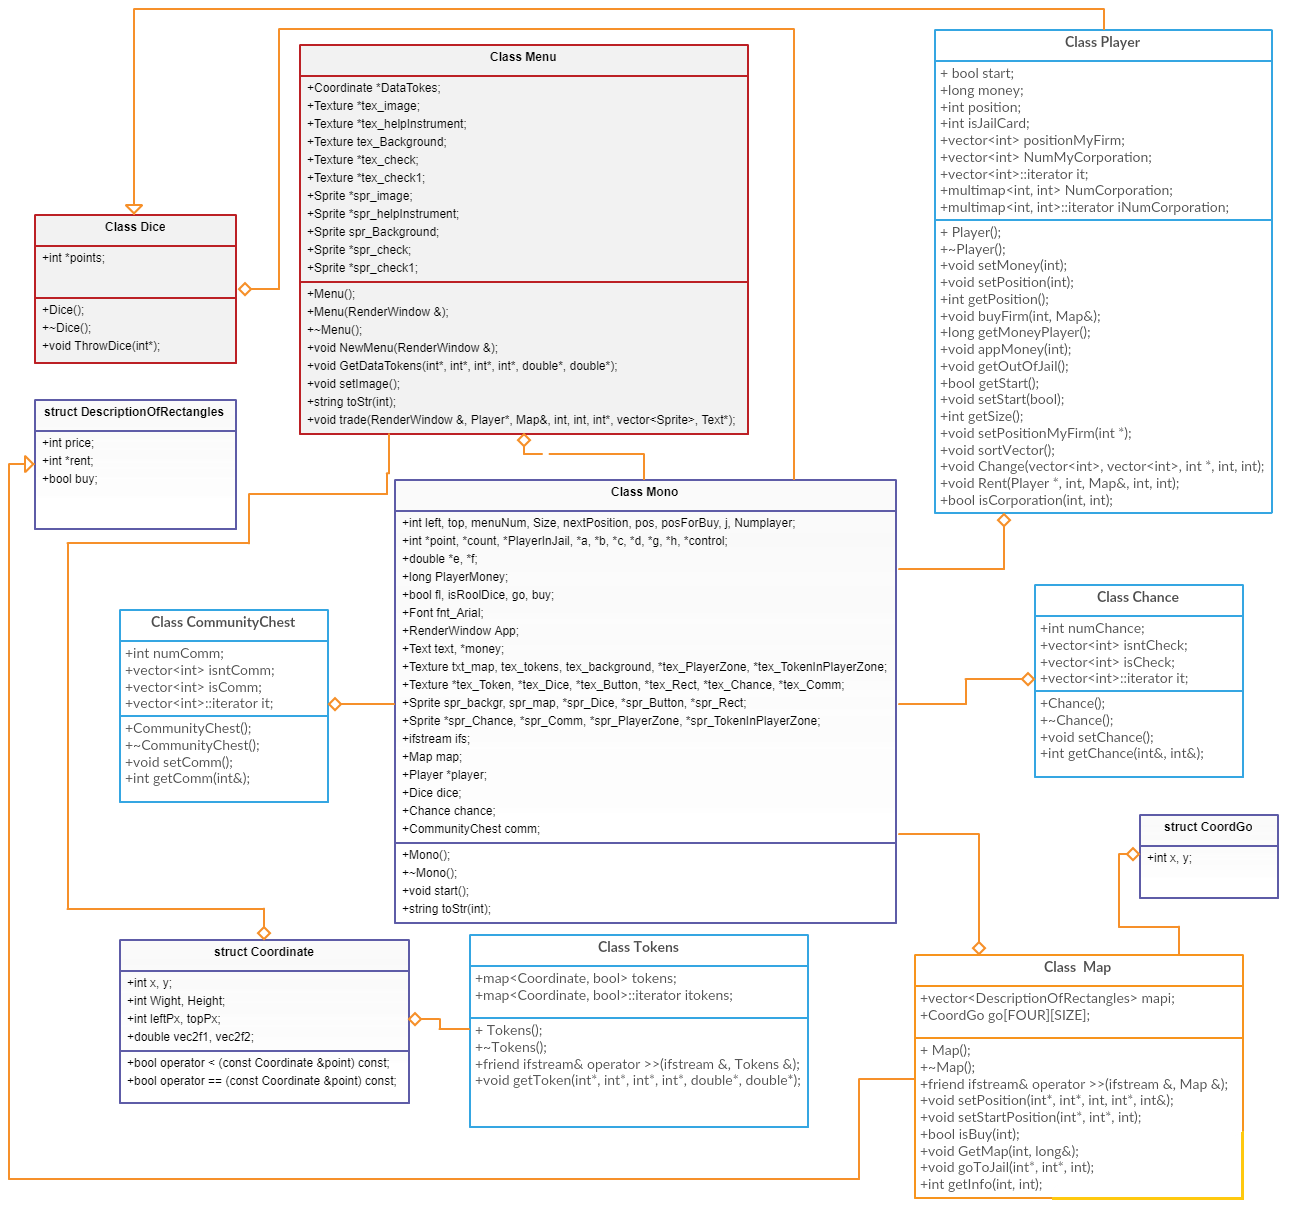 Class Menu
+Coordinate *DataTokes;
+Texture *tex_image;
+Texture *tex_helpInstrument;
+Texture tex_Background;
+Texture *tex_check;
+Texture *tex_check1;
+Sprite *spr_image;
+Sprite *spr_helpInstrument;
+Sprite spr_Background;
+Sprite *spr_check;
+Sprite *spr_check1;
+Menu();
+Menu(RenderWindow &);
+~Menu();
+void NewMenu(RenderWindow &);
+void GetDataTokens(int*, int*, int*, int*, double*, double*);
+void setImage();
+string toStr(int);
+void trade(RenderWindow &, Player*, Map&, int, int, int*, vector<Sprite>, Text*);
Class Player
+ bool start;
+long money;
+int position;
+int isJailCard;
+vector<int> positionMyFirm;
+vector<int> NumMyCorporation;
+vector<int>::iterator it;
+multimap<int, int> NumCorporation;
+multimap<int, int>::iterator iNumCorporation;
+ Player();
+~Player();
+void setMoney(int);
+void setPosition(int);
+int getPosition();
+void buyFirm(int, Map&);
+long getMoneyPlayer();
+void appMoney(int);
+void getOutOfJail();
+bool getStart();
+void setStart(bool);
+int getSize();
+void setPositionMyFirm(int *);
+void sortVector();
+void Change(vector<int>, vector<int>, int *, int, int);
+void Rent(Player *, int, Map&, int, int);
+bool isCorporation(int, int);
Class Dice
+int *points;
+Dice();
+~Dice();
+void ThrowDice(int*);
struct DescriptionOfRectangles
+int price;
+int *rent;
+bool buy;
Class Mono
+int left, top, menuNum, Size, nextPosition, pos, posForBuy, j, Numplayer;
+int *point, *count, *PlayerInJail, *a, *b, *c, *d, *g, *h, *control;
+double *e, *f;
+long PlayerMoney;
+bool fl, isRoolDice, go, buy;
+Font fnt_Arial;
+RenderWindow App;
+Text text, *money;
+Texture txt_map, tex_tokens, tex_background, *tex_PlayerZone, *tex_TokenInPlayerZone;
+Texture *tex_Token, *tex_Dice, *tex_Button, *tex_Rect, *tex_Chance, *tex_Comm;
+Sprite spr_backgr, spr_map, *spr_Dice, *spr_Button, *spr_Rect;
+Sprite *spr_Chance, *spr_Comm, *spr_PlayerZone, *spr_TokenInPlayerZone;
+ifstream ifs;
+Map map;
+Player *player;
+Dice dice;
+Chance chance;
+CommunityChest comm;
+Mono();
+~Mono();
+void start();
+string toStr(int);
Class CommunityChest
+int numComm;
+vector<int> isntComm;
+vector<int> isComm;
+vector<int>::iterator it;
+CommunityChest();
+~CommunityChest();
+void setComm();
+int getComm(int&);
Class Chance
+int numChance;
+vector<int> isntCheck;
+vector<int> isCheck;
+vector<int>::iterator it;
+Chance();
+~Chance();
+void setChance();
+int getChance(int&, int&);
struct CoordGo
+int x, y;
struct Coordinate
+int x, y;
+int Wight, Height;
+int leftPx, topPx;
+double vec2f1, vec2f2;
+bool operator < (const Coordinate &point) const;
+bool operator == (const Coordinate &point) const;
Class Tokens
+map<Coordinate, bool> tokens;
+map<Coordinate, bool>::iterator itokens;
+ Tokens();
+~Tokens();
+friend ifstream& operator >>(ifstream &, Tokens &);
+void getToken(int*, int*, int*, int*, double*, double*);
Class  Map
+vector<DescriptionOfRectangles> mapi;
+CoordGo go[FOUR][SIZE];
+ Map();
+~Map();
+friend ifstream& operator >>(ifstream &, Map &);
+void setPosition(int*, int*, int, int*, int&);
+void setStartPosition(int*, int*, int);
+bool isBuy(int);
+void GetMap(int, long&);
+void goToJail(int*, int*, int);
+int getInfo(int, int);